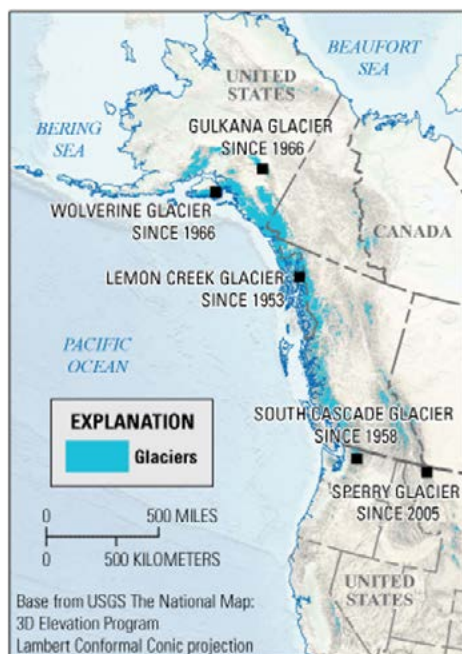 BEAUFORT
SEA
UNITED
STATES
BERING
SEA
GULKANA GLACIER
SINCE 1966
WOLVERINE GLACIER
SINCE 1966
CANADA
LEMON CREEK GLACIER
SINCE 1953
PACIFIC
OCEAN
SOUTH CASCADE GLACIER
SINCE 1958
EXPLANATION
Glaciers
SPERRY GLACIER
SINCE 2005
0 500 MILES
0 500 KILOMETERS
UNITED
STATES
Base from USGS The National Map:
3D Elevation Program
Lambert Conformal Conic projection